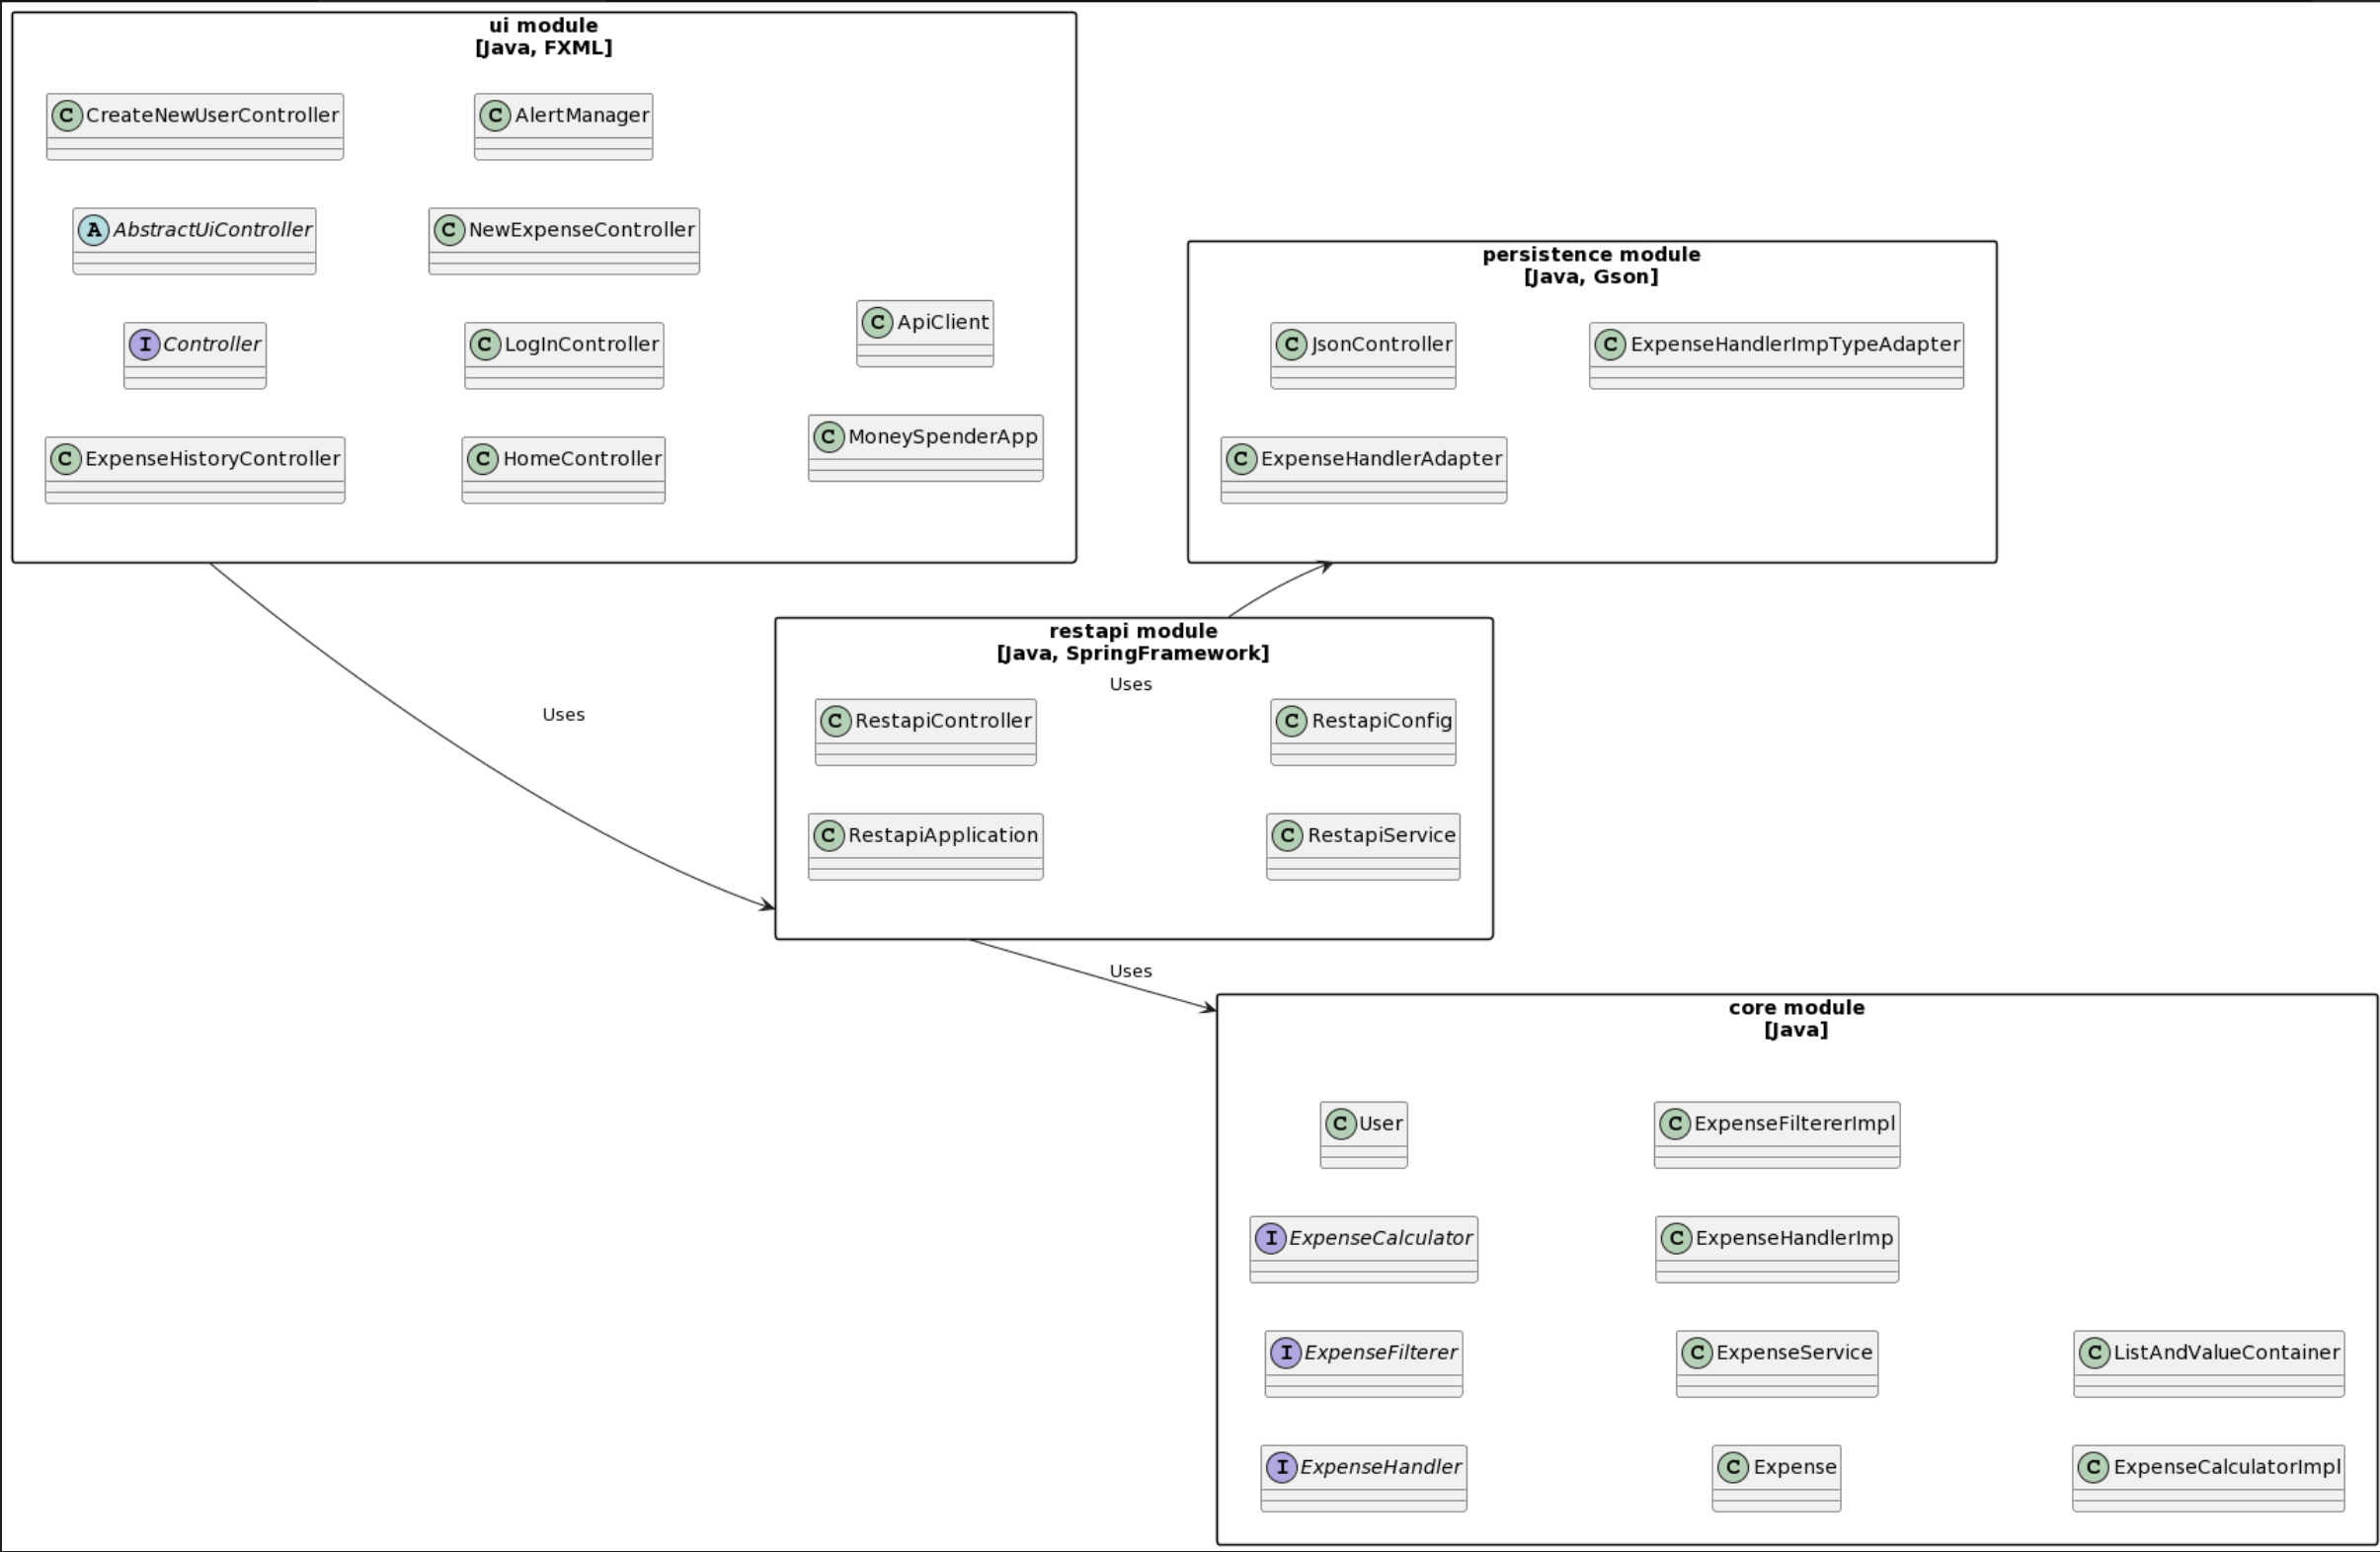 ui module
[Java, FXML]
C CreateNewUserController
C AlertManager
A AbstractUiController
C NewExpenseController
I Controller
C LogInController
C ApiClient
C ExpenseHistoryController
C HomeController
C MoneySpenderApp
persistence module
[Java, Gson]
C JsonController
C ExpenseHandlerImpTypeAdapter
C ExpenseHandlerAdapter
Uses
restapi module
[Java, SpringFramework]
Uses
C RestapiController
C RestapiConfig
C RestapiApplication
C RestapiService
Uses
core module
[Java]
C User
C ExpenseFiltererImpl
I ExpenseCalculator
C ExpenseHandlerImp
I ExpenseFilterer
C ExpenseService
C ListAndValueContainer
I ExpenseHandler
C Expense
C ExpenseCalculatorImpl